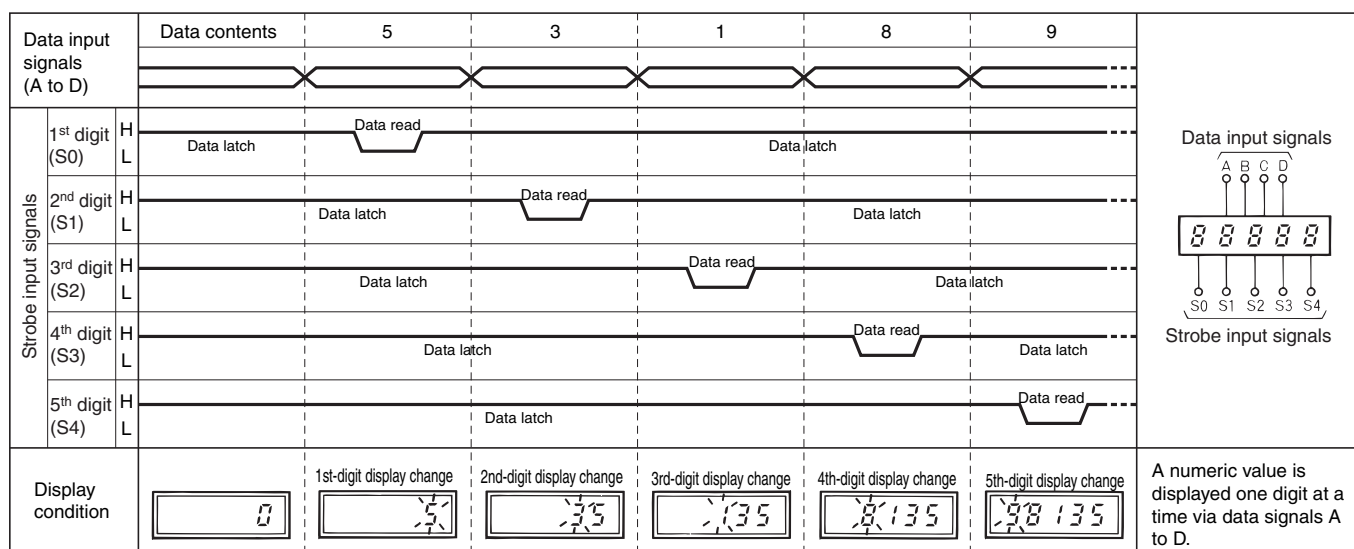 Data input
signals
(A to D)
Data contents 5 3 1 8 9
Strobe input signals
1st digit
(S0)
H
L
Data latch
Data read
Data latch
2nd digit
(S1)
H
L
Data latch
Data read
Data latch
3rd digit
(S2)
H
L
Data latch
Data read
Data latch
4th digit
(S3)
H
L
Data latch
Data read
Data latch
5th digit
(S4)
H
L
Data latch
Data read
Display
condition
0
1st-digit display change
5
2nd-digit display change
35
3rd-digit display change
135
4th-digit display change
8135
5th-digit display change
98135
Data input signals
A B C D
8 8 8 8 8
S0 S1 S2 S3 S4
Strobe input signals
A numeric value is
displayed one digit at a
time via data signals A
to D.